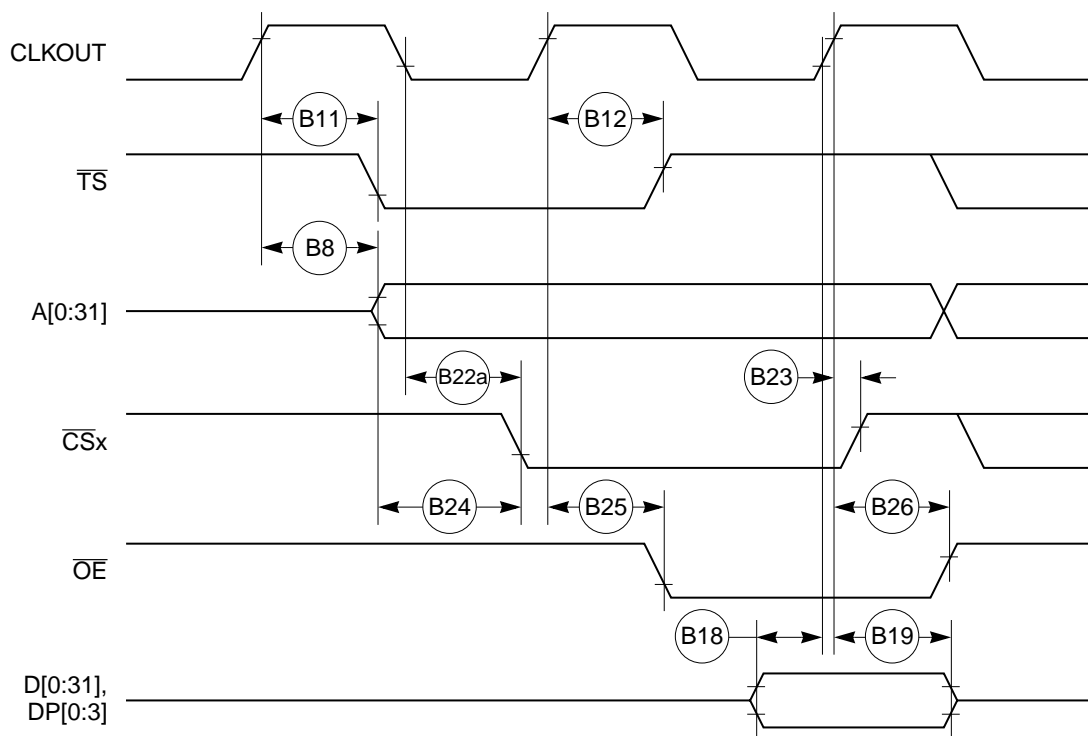 CLKOUT
B11
B12
TS
B8
A[0:31]
B22a
B23
CSx
B24
B25
B26
OE
B18
B19
D[0:31],
DP[0:3]